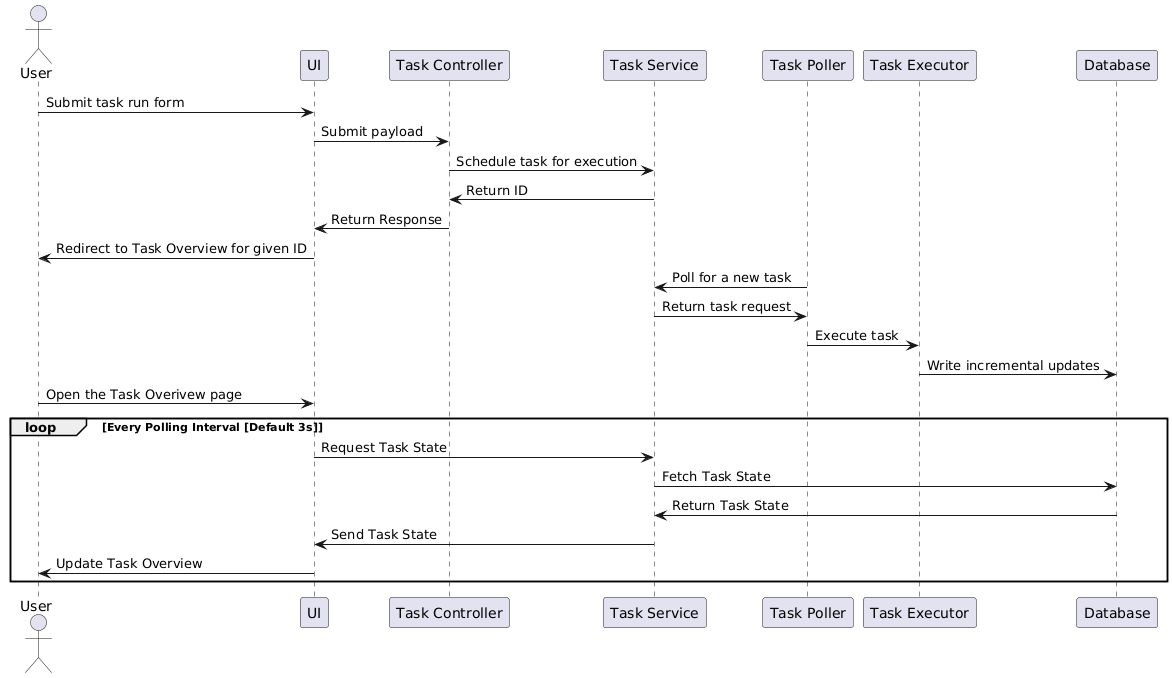 User
UI
Task Controller
Task Service
Task Poller
Task Executor
Database
Submit task run form
Submit payload
Schedule task for execution
Return ID
Return Response
Redirect to Task Overview for given ID
Poll for a new task
Return task request
Execute task
Write incremental updates
Open the Task Overivew page
loop [Every Polling Interval [Default 3s]]
Request Task State
Fetch Task State
Return Task State
Send Task State
Update Task Overview
User
UI
Task Controller
Task Service
Task Poller
Task Executor
Database